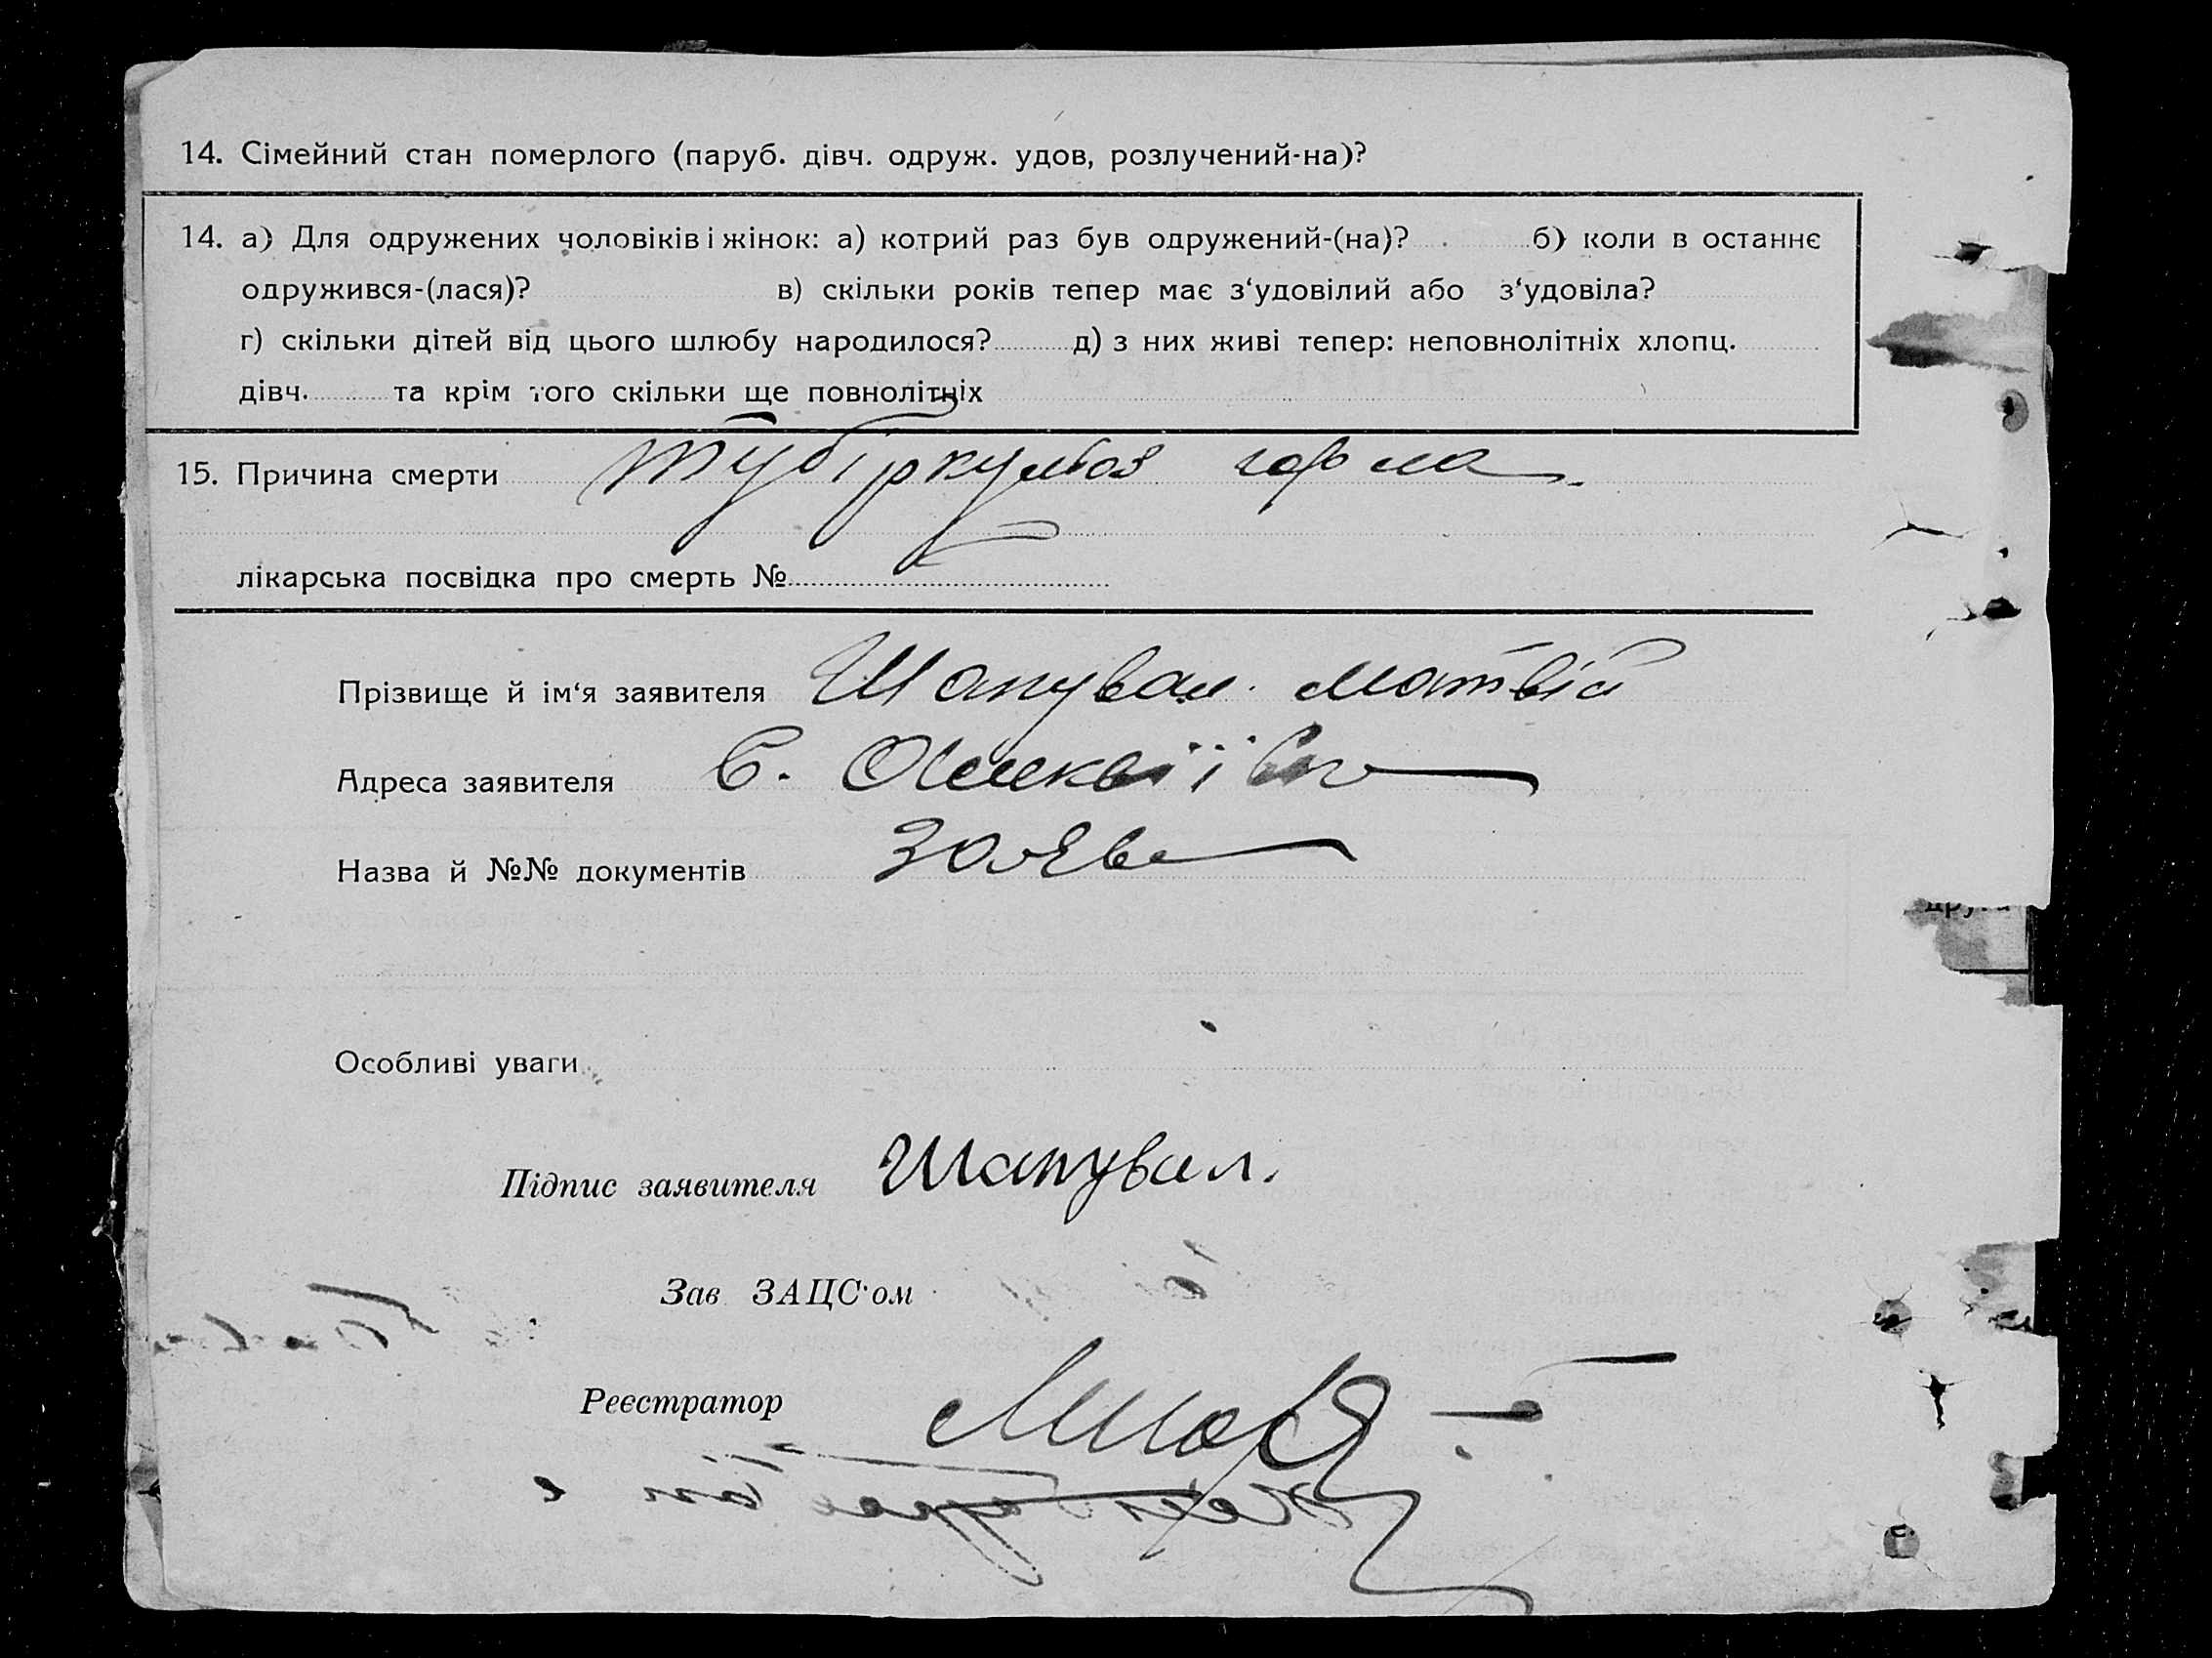 14. Сімейний стан померлого (паруб. дівч. одруж. удов, розлучений-на)?
14. а) Для одружених чоловіків і жінок: а) котрий раз був одружений-(на)? б) коли в останнє
одружився-(лася)? в) скільки років тепер має з‘удовілий або з‘удовіла?
г) скільки дітей від цього шлюбу народилося? д) з них живі тепер: неповнолітніх хлопц.
дівч. та крім того скільки ще повнолітніх
15. Причина смерти тубіркульоз горла
лікарська посвідка про смерть №
Прізвище й ім‘я заявителя Шапувал Матвій
Адреса заявителя С.
Назва й №№ документів Заява
Особливі уваги
Підпис заявителя Шапувал.
Зав ЗАЦС‘ом
Реєстратор